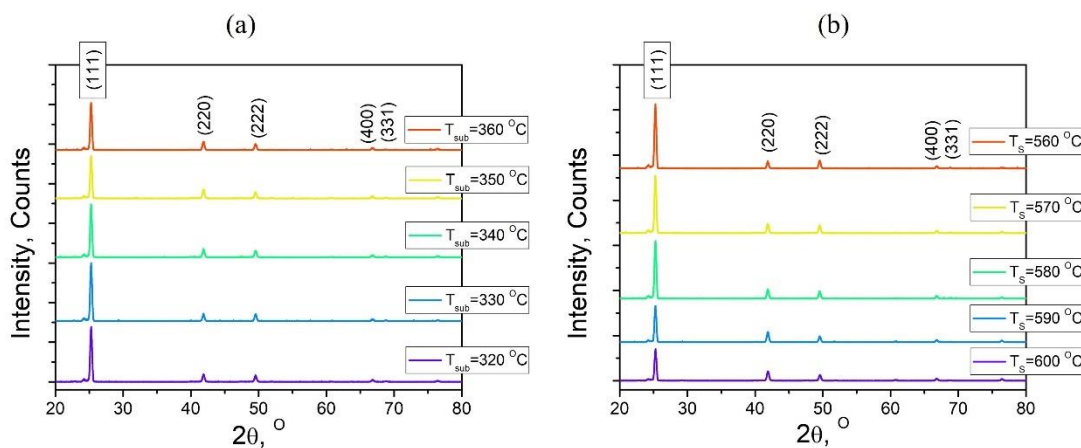 (a)
(111)
(220)
(222)
(400)
(331)
T_sub=360 °C
T_sub=350 °C
T_sub=340 °C
T_sub=330 °C
T_sub=320 °C
Intensity, Counts
20 30 40 50 60 70 80
2θ, °
(b)
(111)
(220)
(222)
(400)
(331)
T_S=560 °C
T_S=570 °C
T_S=580 °C
T_S=590 °C
T_S=600 °C
Intensity, Counts
20 30 40 50 60 70 80
2θ, °